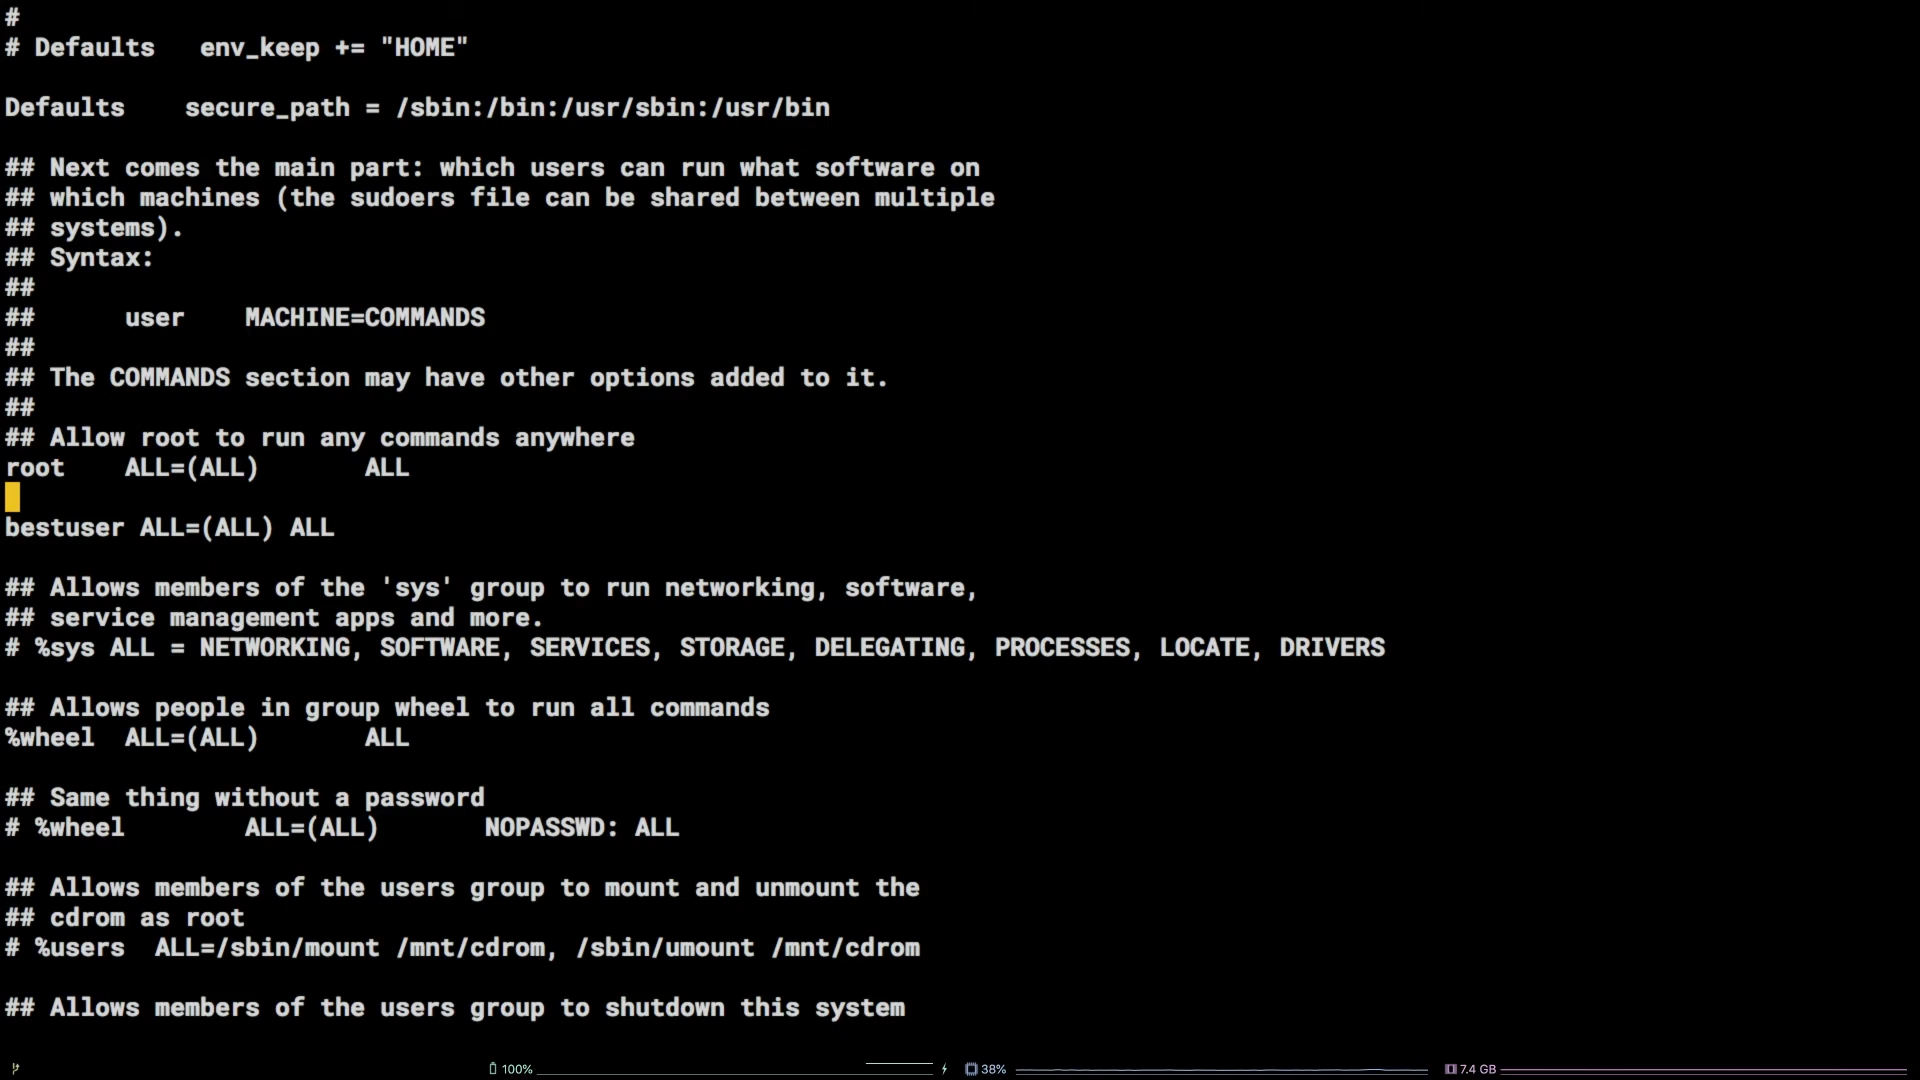 #
# Defaults   env_keep += "HOME"
Defaults    secure_path = /sbin:/bin:/usr/sbin:/usr/bin
## Next comes the main part: which users can run what software on
## which machines (the sudoers file can be shared between multiple
## systems).
## Syntax:
##
##      user    MACHINE=COMMANDS
##
## The COMMANDS section may have other options added to it.
##
## Allow root to run any commands anywhere
root    ALL=(ALL)       ALL
bestuser ALL=(ALL) ALL
## Allows members of the 'sys' group to run networking, software,
## service management apps and more.
# %sys ALL = NETWORKING, SOFTWARE, SERVICES, STORAGE, DELEGATING, PROCESSES, LOCATE, DRIVERS
## Allows people in group wheel to run all commands
%wheel  ALL=(ALL)       ALL
## Same thing without a password
# %wheel        ALL=(ALL)       NOPASSWD: ALL
## Allows members of the users group to mount and unmount the
## cdrom as root
# %users  ALL=/sbin/mount /mnt/cdrom, /sbin/umount /mnt/cdrom
## Allows members of the users group to shutdown this system
100% 38% 7.4 GB